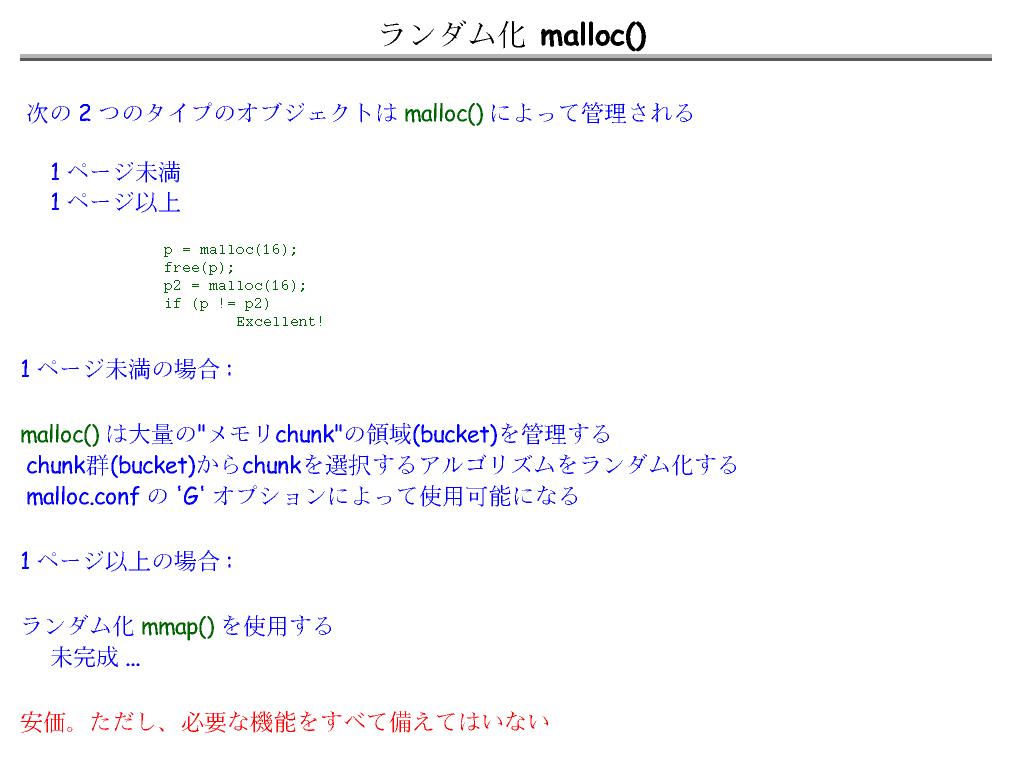 ランダム化 malloc()
次の 2 つのタイプのオブジェクトは malloc() によって管理される
1 ページ未満
1 ページ以上
p = malloc(16);
free(p);
p2 = malloc(16);
if (p != p2)
Excellent!
1 ページ未満の場合 :
malloc() は大量の"メモリchunk"の領域(bucket)を管理する
chunk群(bucket)からchunkを選択するアルゴリズムをランダム化する
malloc.conf の 'G' オプションによって使用可能になる
1 ページ以上の場合 :
ランダム化 mmap() を使用する
未完成 ...
安価。ただし、必要な機能をすべて備えてはいない